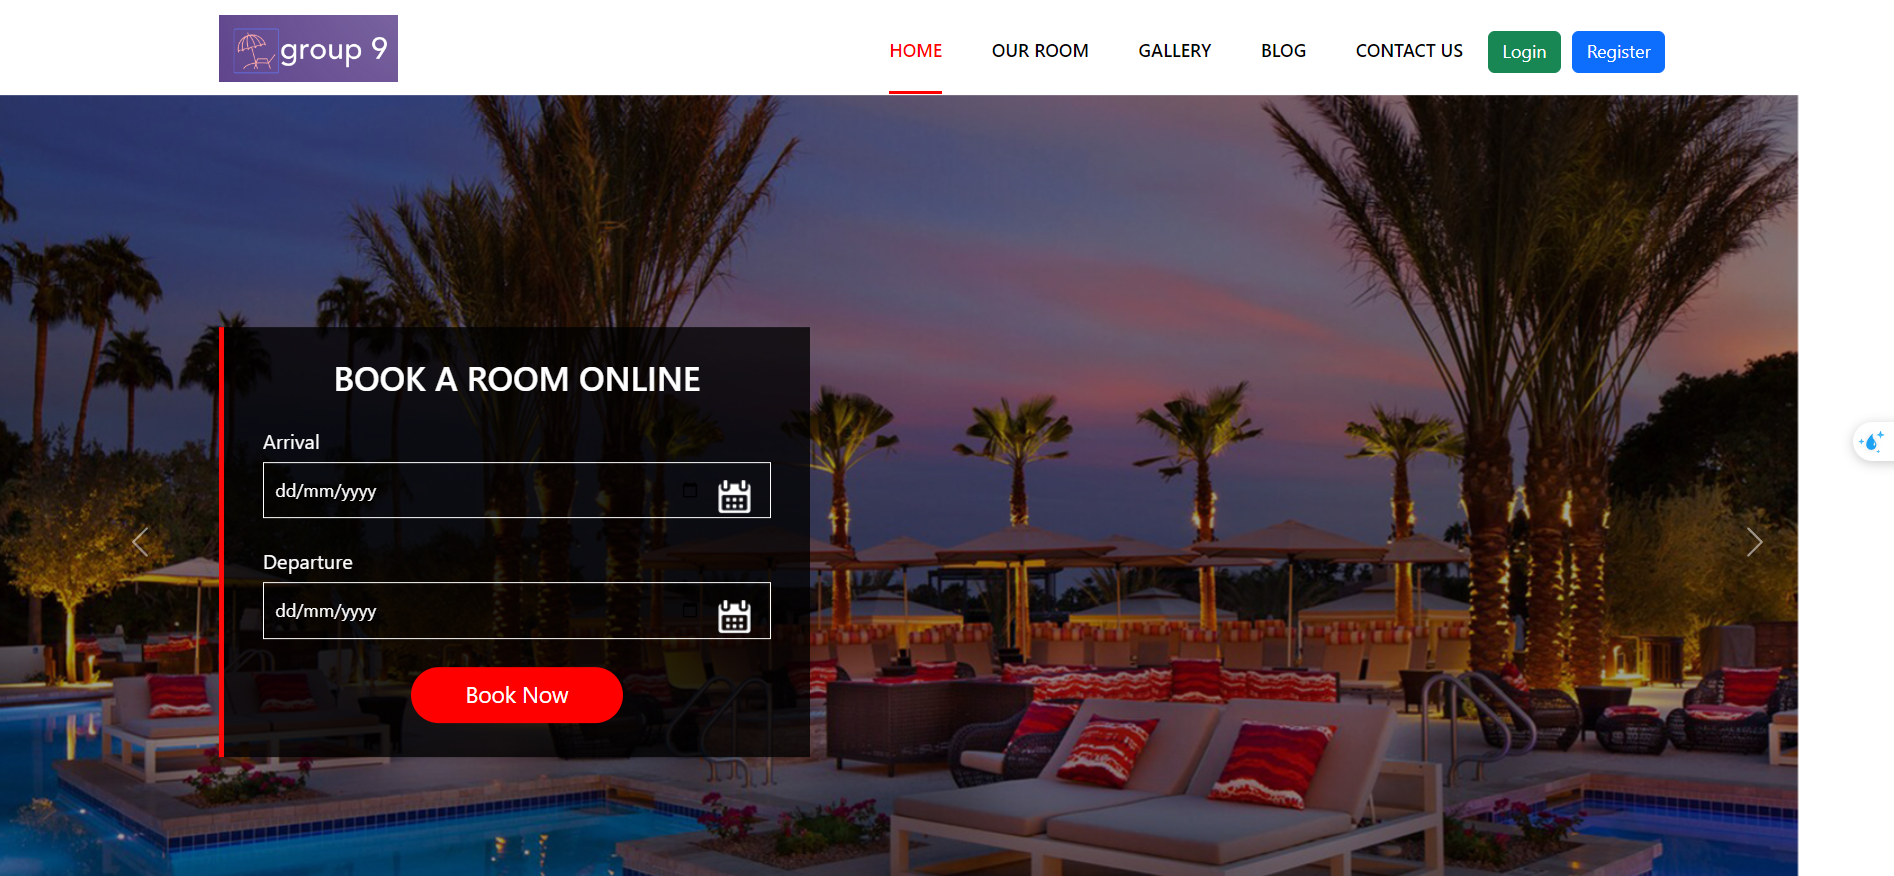 group 9
HOME OUR ROOM GALLERY BLOG CONTACT US Login Register
BOOK A ROOM ONLINE
Arrival
dd/mm/yyyy
Departure
dd/mm/yyyy
Book Now